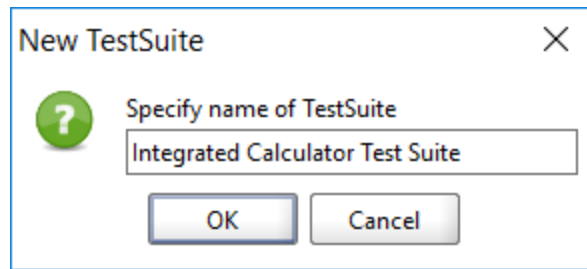 New TestSuite
Specify name of TestSuite
Integrated Calculator Test Suite
OK
Cancel